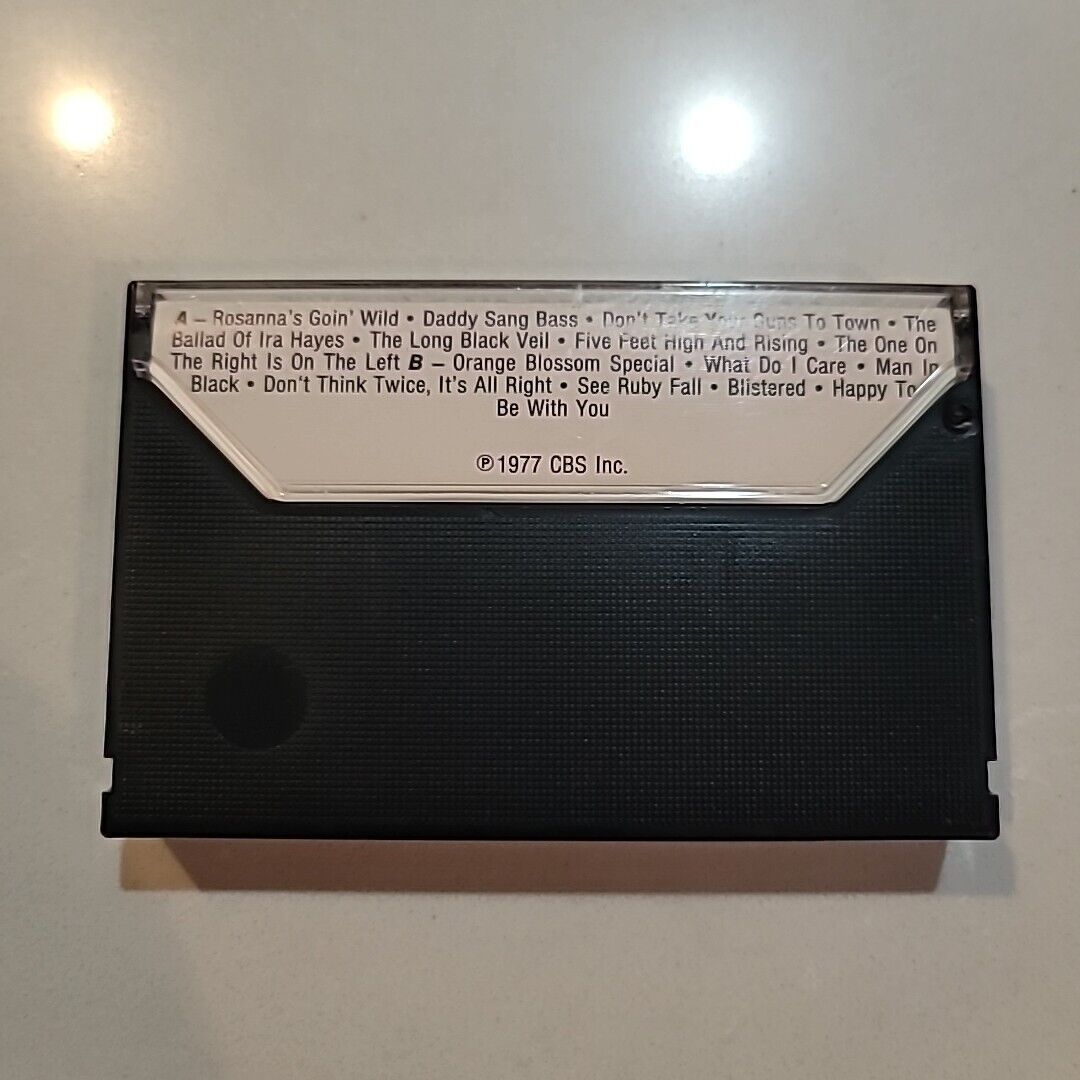 A – Rosanna's Goin' Wild • Daddy Sang Bass • Don't Take Your Guns To Town • The
Ballad Of Ira Hayes • The Long Black Veil • Five Feet High And Rising • The One On
The Right Is On The Left B – Orange Blossom Special • What Do I Care • Man In
Black • Don't Think Twice, It's All Right • See Ruby Fall • Blistered • Happy To
Be With You
℗1977 CBS Inc.